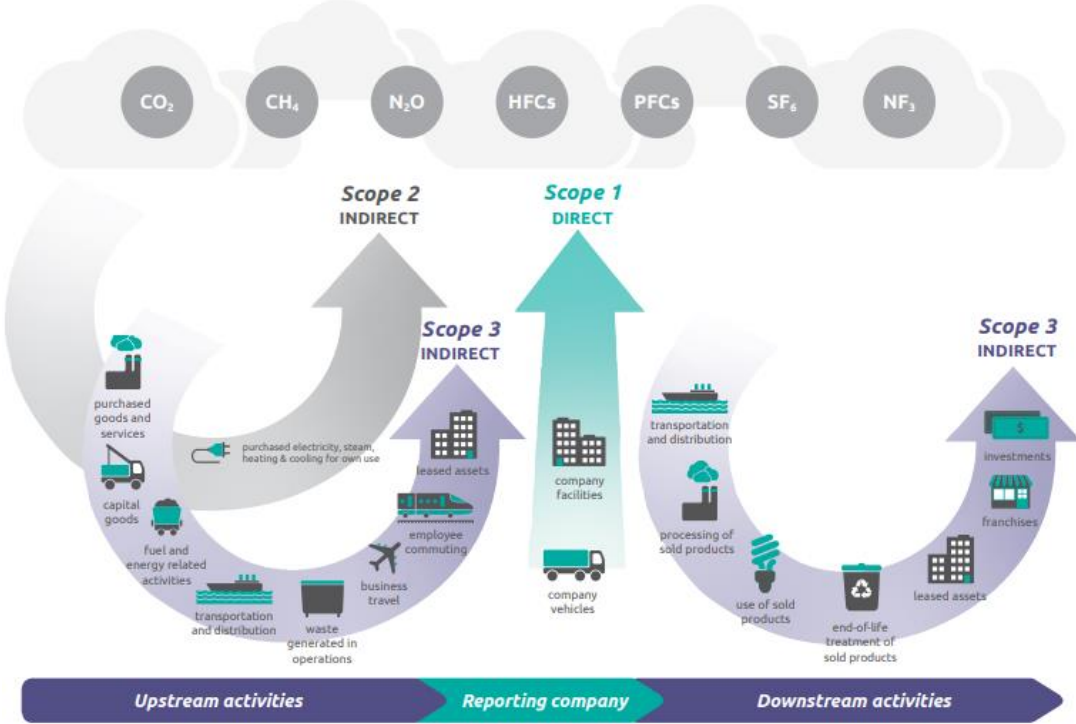 CO₂
CH₄
N₂O
HFCs
PFCs
SF₆
NF₃
Scope 2
INDIRECT
Scope 1
DIRECT
Scope 3
INDIRECT
Scope 3
INDIRECT
purchased
goods and
services
capital
goods
fuel and
energy related
activities
transportation
and distribution
waste
generated in
operations
business
travel
employee
commuting
leased assets
purchased electricity, steam,
heating & cooling for own use
company
facilities
company
vehicles
transportation
and distribution
processing of
sold products
use of sold
products
end-of-life
treatment of
sold products
leased assets
franchises
$
investments
Upstream activities
Reporting company
Downstream activities